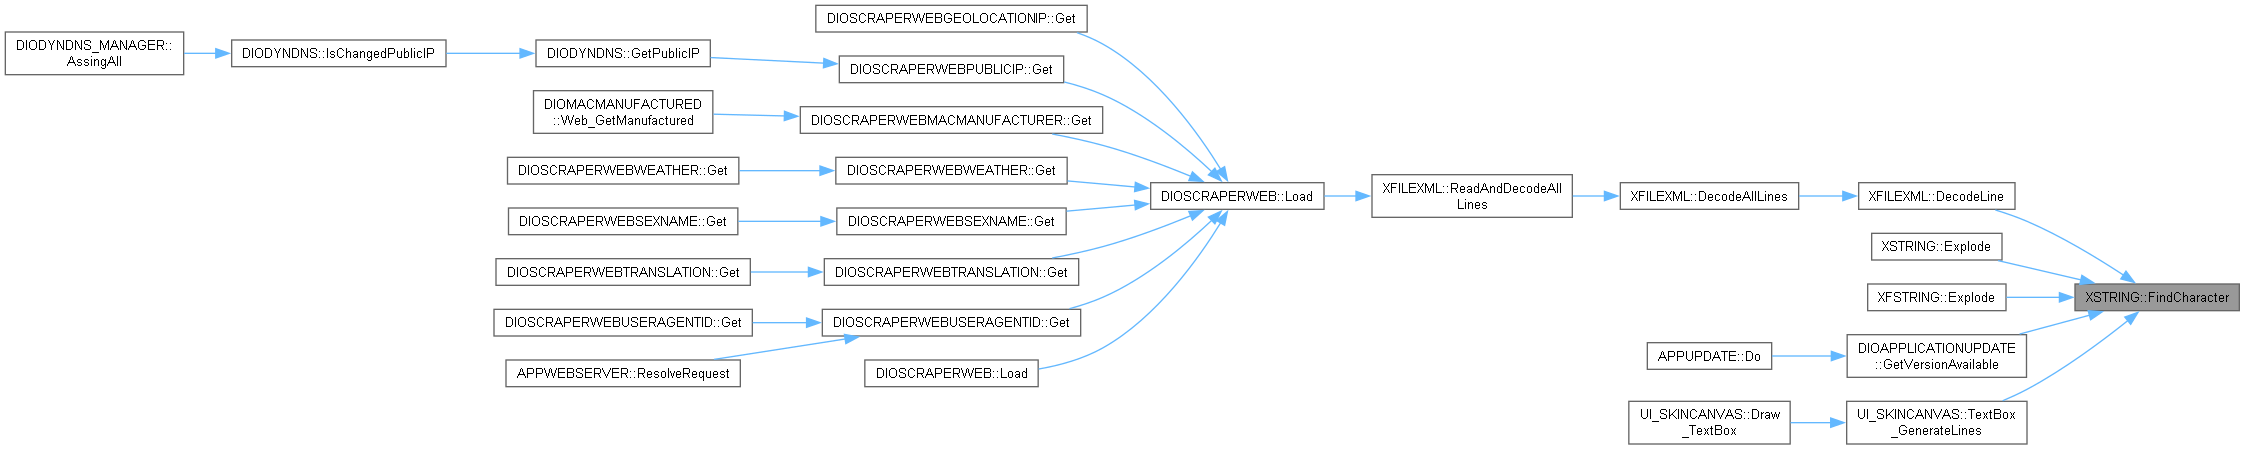 DIOSCRAPERWEBGEOLOCATIONIP::Get
DIODYNDNS_MANAGER::
AssingAll
DIODYNDNS::IsChangedPublicIP
DIODYNDNS::GetPublicIP
DIOSCRAPERWEBPUBLICIP::Get
DIOMACMANUFACTURED
::Web_GetManufactured
DIOSCRAPERWEBMACMANUFACTURER::Get
DIOSCRAPERWEBWEATHER::Get
DIOSCRAPERWEBWEATHER::Get
DIOSCRAPERWEB::Load
XFILEXML::ReadAndDecodeAll
Lines
XFILEXML::DecodeAllLines
XFILEXML::DecodeLine
DIOSCRAPERWEBSEXNAME::Get
DIOSCRAPERWEBSEXNAME::Get
XSTRING::Explode
DIOSCRAPERWEBTRANSLATION::Get
DIOSCRAPERWEBTRANSLATION::Get
XFSTRING::Explode
XSTRING::FindCharacter
DIOSCRAPERWEBUSERAGENTID::Get
DIOSCRAPERWEBUSERAGENTID::Get
APPUPDATE::Do
DIOAPPLICATIONUPDATE
::GetVersionAvailable
APPWEBSERVER::ResolveRequest
DIOSCRAPERWEB::Load
UI_SKINCANVAS::Draw
_TextBox
UI_SKINCANVAS::TextBox
_GenerateLines